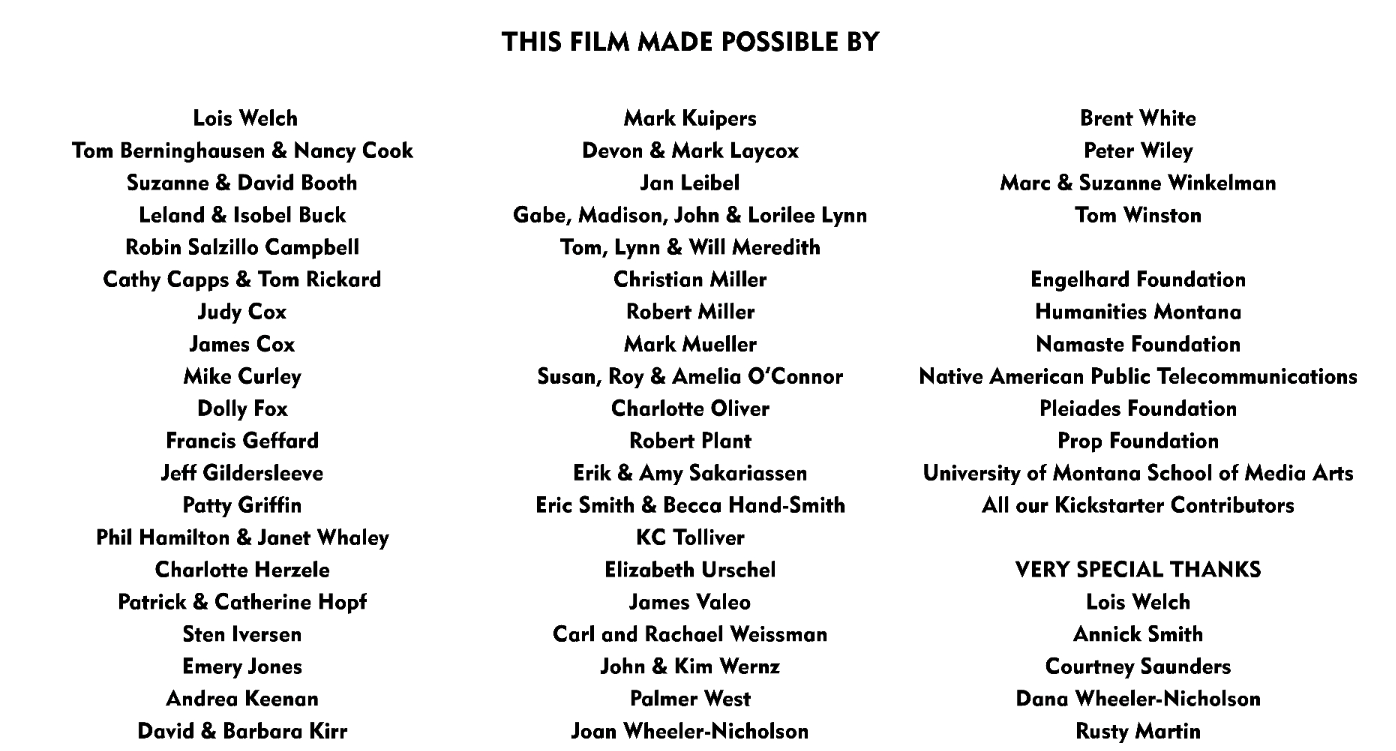 THIS FILM MADE POSSIBLE BY
Lois Welch
Tom Berninghausen & Nancy Cook
Suzanne & David Booth
Leland & Isobel Buck
Robin Salzillo Campbell
Cathy Capps & Tom Rickard
Judy Cox
James Cox
Mike Curley
Dolly Fox
Francis Geffard
Jeff Gildersleeve
Patty Griffin
Phil Hamilton & Janet Whaley
Charlotte Herzele
Patrick & Catherine Hopf
Sten Iversen
Emery Jones
Andrea Keenan
David & Barbara Kirr
Mark Kuipers
Devon & Mark Laycox
Jan Leibel
Gabe, Madison, John & Lorilee Lynn
Tom, Lynn & Will Meredith
Christian Miller
Robert Miller
Mark Mueller
Susan, Roy & Amelia O‘Connor
Charlotte Oliver
Robert Plant
Erik & Amy Sakariassen
Eric Smith & Becca Hand-Smith
KC Tolliver
Elizabeth Urschel
James Valeo
Carl and Rachael Weissman
John & Kim Wernz
Palmer West
Joan Wheeler-Nicholson
Brent White
Peter Wiley
Marc & Suzanne Winkelman
Tom Winston
Engelhard Foundation
Humanities Montana
Namaste Foundation
Native American Public Telecommunications
Pleiades Foundation
Prop Foundation
University of Montana School of Media Arts
All our Kickstarter Contributors
VERY SPECIAL THANKS
Lois Welch
Annick Smith
Courtney Saunders
Dana Wheeler-Nicholson
Rusty Martin